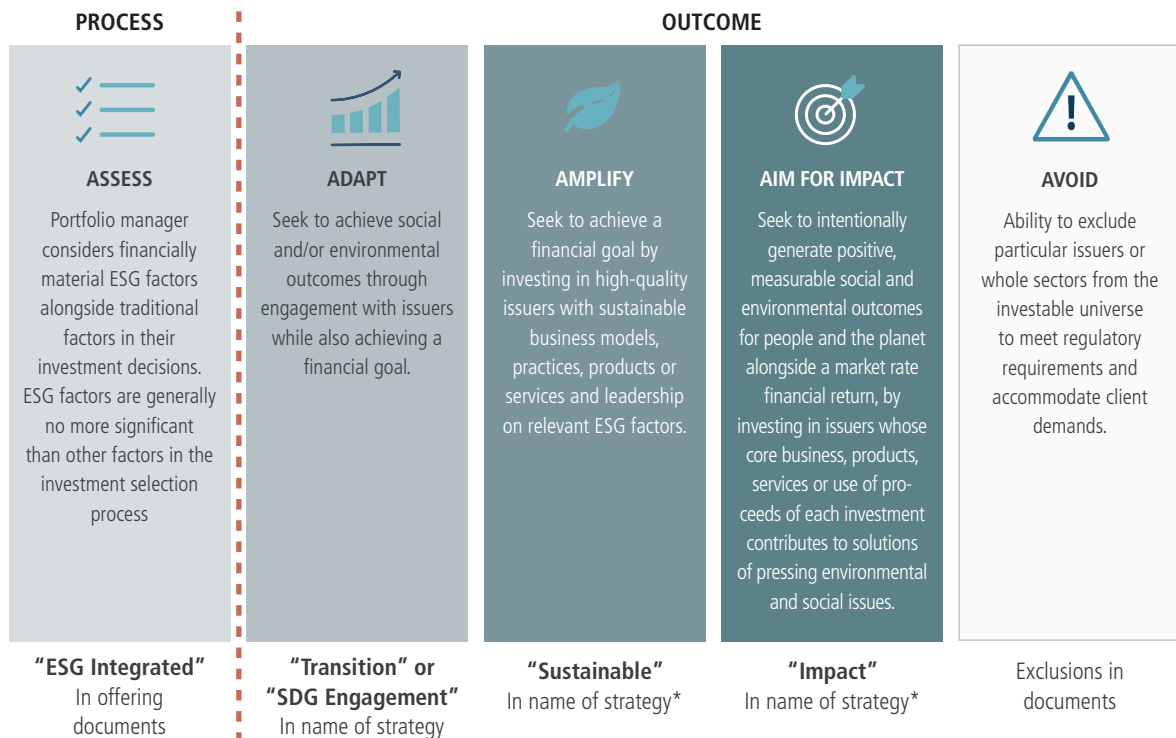 PROCESS
OUTCOME
ASSESS
Portfolio manager
considers financially
material ESG factors
alongside traditional
factors in their
investment decisions.
ESG factors are generally
no more significant
than other factors in the
investment selection
process
"ESG Integrated"
In offering
documents
ADAPT
Seek to achieve social
and/or environmental
outcomes through
engagement with issuers
while also achieving a
financial goal.
"Transition" or
"SDG Engagement"
In name of strategy
AMPLIFY
Seek to achieve a
financial goal by
investing in high-quality
issuers with sustainable
business models,
practices, products or
services and leadership
on relevant ESG factors.
"Sustainable"
In name of strategy*
AIM FOR IMPACT
Seek to intentionally
generate positive,
measurable social and
environmental outcomes
for people and the planet
alongside a market rate
financial return, by
investing in issuers whose
core business, products,
services or use of pro-
ceeds of each investment
contributes to solutions
of pressing environmental
and social issues.
"Impact"
In name of strategy*
AVOID
Ability to exclude
particular issuers or
whole sectors from the
investable universe
to meet regulatory
requirements and
accommodate client
demands.
Exclusions in
documents